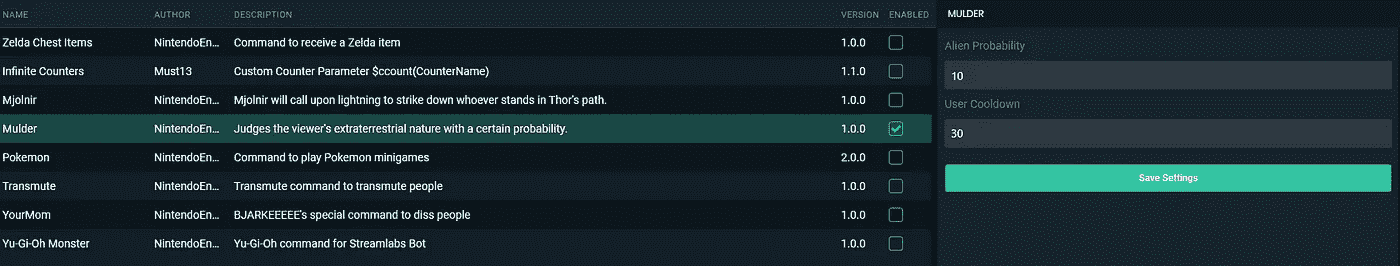 NAME AUTHOR DESCRIPTION VERSION ENABLED
Zelda Chest Items NintendoEn... Command to receive a Zelda item 1.0.0
Infinite Counters Must13 Custom Counter Parameter $ccount(CounterName) 1.1.0
Mjolnir NintendoEn... Mjolnir will call upon lightning to strike down whoever stands in Thor's path. 1.0.0
Mulder NintendoEn... Judges the viewer's extraterrestrial nature with a certain probability. 1.0.0
Pokemon NintendoEn... Command to play Pokemon minigames 2.0.0
Transmute NintendoEn... Transmute command to transmute people 1.0.0
YourMom NintendoEn... BJARKEEEEE's special command to diss people 1.0.0
Yu-Gi-Oh Monster NintendoEn... Yu-Gi-Oh command for Streamlabs Bot 1.0.0
MULDER
Alien Probability
10
User Cooldown
30
Save Settings